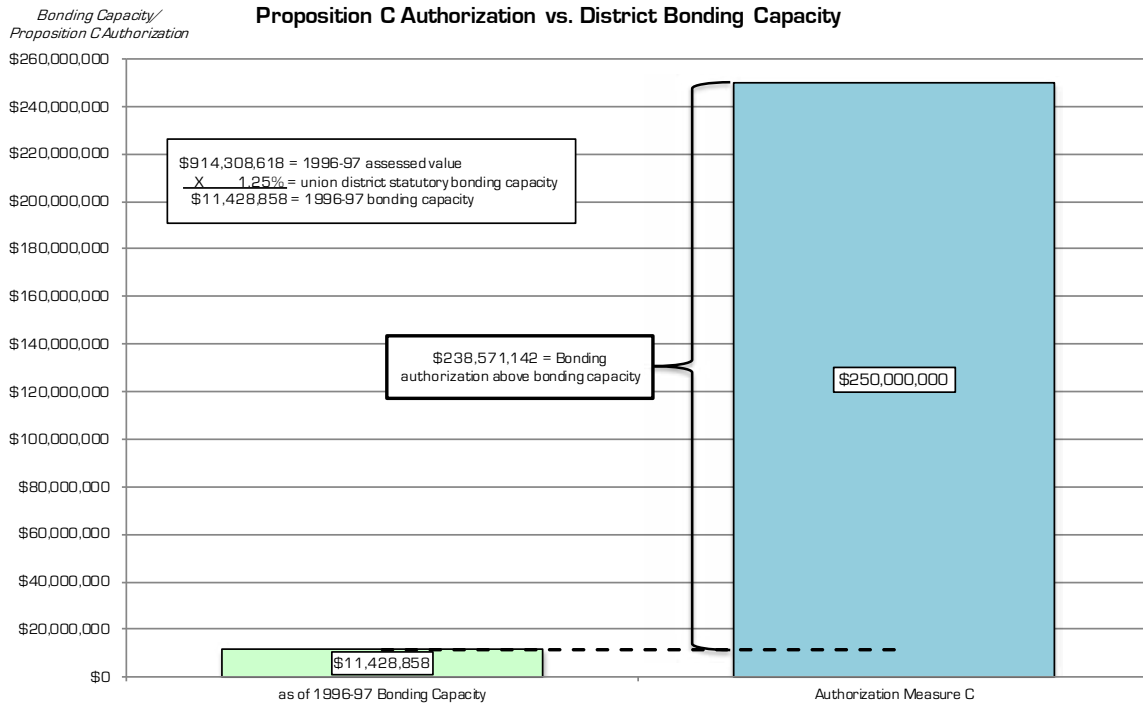 Bonding Capacity/
Proposition C Authorization
Proposition C Authorization vs. District Bonding Capacity
$260,000,000
$240,000,000
$220,000,000
$200,000,000
$180,000,000
$160,000,000
$140,000,000
$120,000,000
$100,000,000
$80,000,000
$60,000,000
$40,000,000
$20,000,000
$0
$914,308,618 = 1996-97 assessed value
X 1.25% = union district statutory bonding capacity
$11,428,858 = 1996-97 bonding capacity
$238,571,142 = Bonding
authorization above bonding capacity
$250,000,000
$11,428,858
as of 1996-97 Bonding Capacity
Authorization Measure C